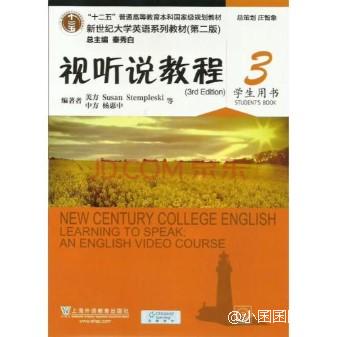 "十二五"普通高等教育本科国家级规划教材
总策划 庄智象
新世纪大学英语系列教材(第二版)
总主编 秦秀白
视听说教程 3
(3rd Edition)
学生用书
STUDENT'S BOOK
编著者 美方 Susan Stempleski 等
中方 杨惠中
JD.COM 京东
NEW CENTURY COLLEGE ENGLISH
LEARNING TO SPEAK:
AN ENGLISH VIDEO COURSE
上海外语教育出版社
CENGAGE
Learning
@小团团